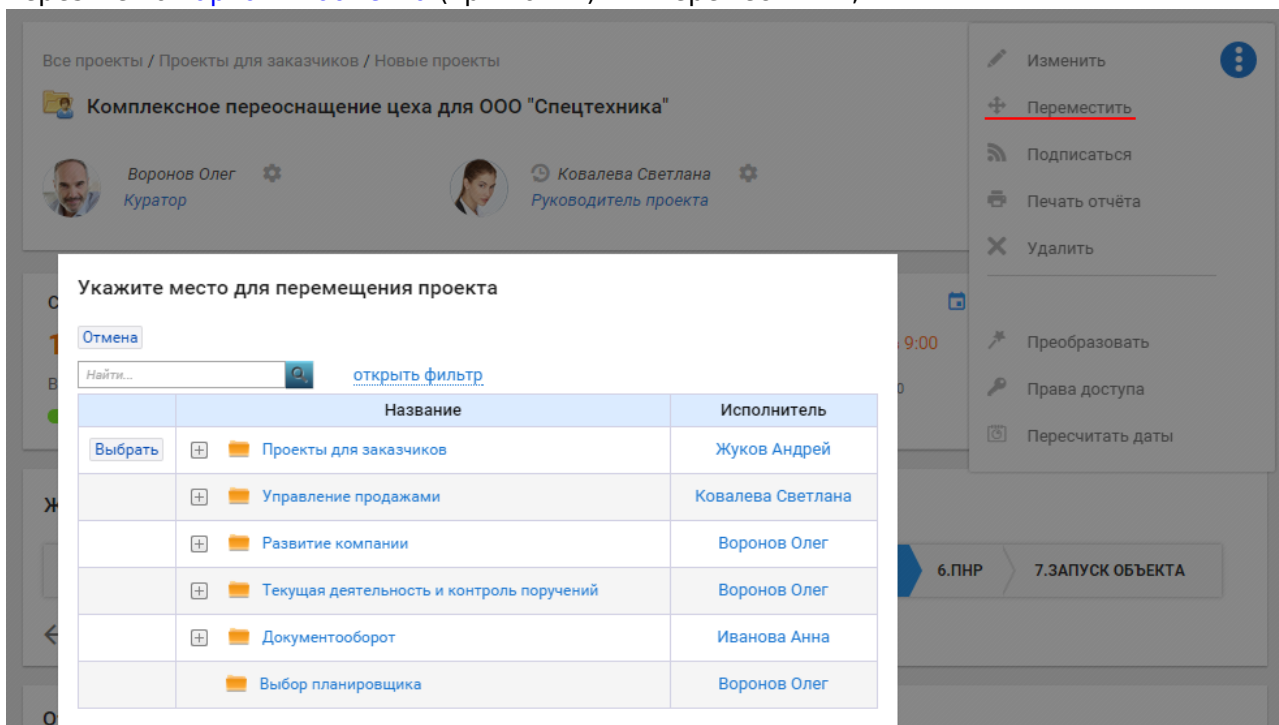 Все проекты / Проекты для заказчиков / Новые проекты
Комплексное переоснащение цеха для ООО "Спецтехника"
Воронов Олег
Куратор
Ковалева Светлана
Руководитель проекта
Изменить
Переместить
Подписаться
Печать отчёта
Удалить
Преобразовать
Права доступа
Пересчитать даты
Укажите место для перемещения проекта
Отмена
Найти...
открыть фильтр
Название Исполнитель
Выбрать Проекты для заказчиков Жуков Андрей
Управление продажами Ковалева Светлана
Развитие компании Воронов Олег
Текущая деятельность и контроль поручений Воронов Олег
Документооборот Иванова Анна
Выбор планировщика Воронов Олег
9:00
6.ПНР
7.ЗАПУСК ОБЪЕКТА